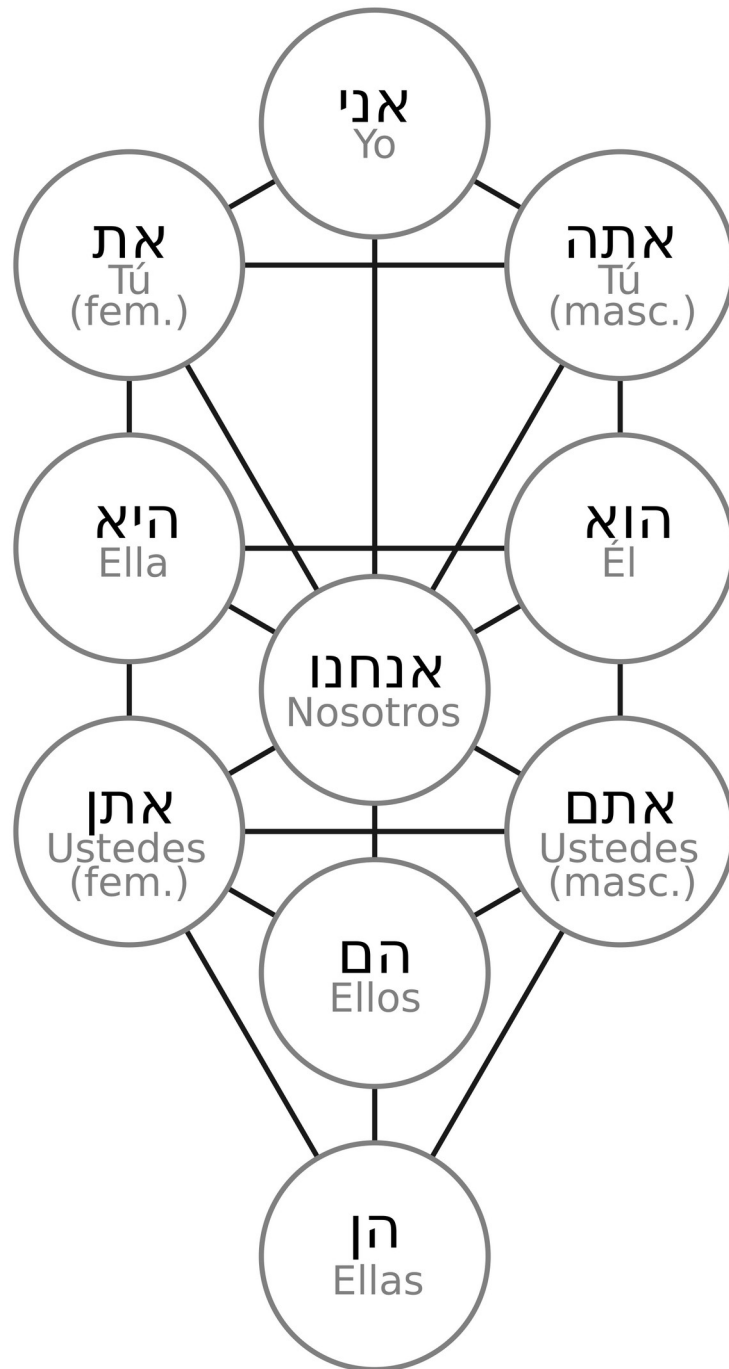 אני
Yo
את
Tú
(fem.)
אתה
Tú
(masc.)
היא
Ella
הוא
Él
אנחנו
Nosotros
אתן
Ustedes
(fem.)
אתם
Ustedes
(masc.)
הם
Ellos
הן
Ellas